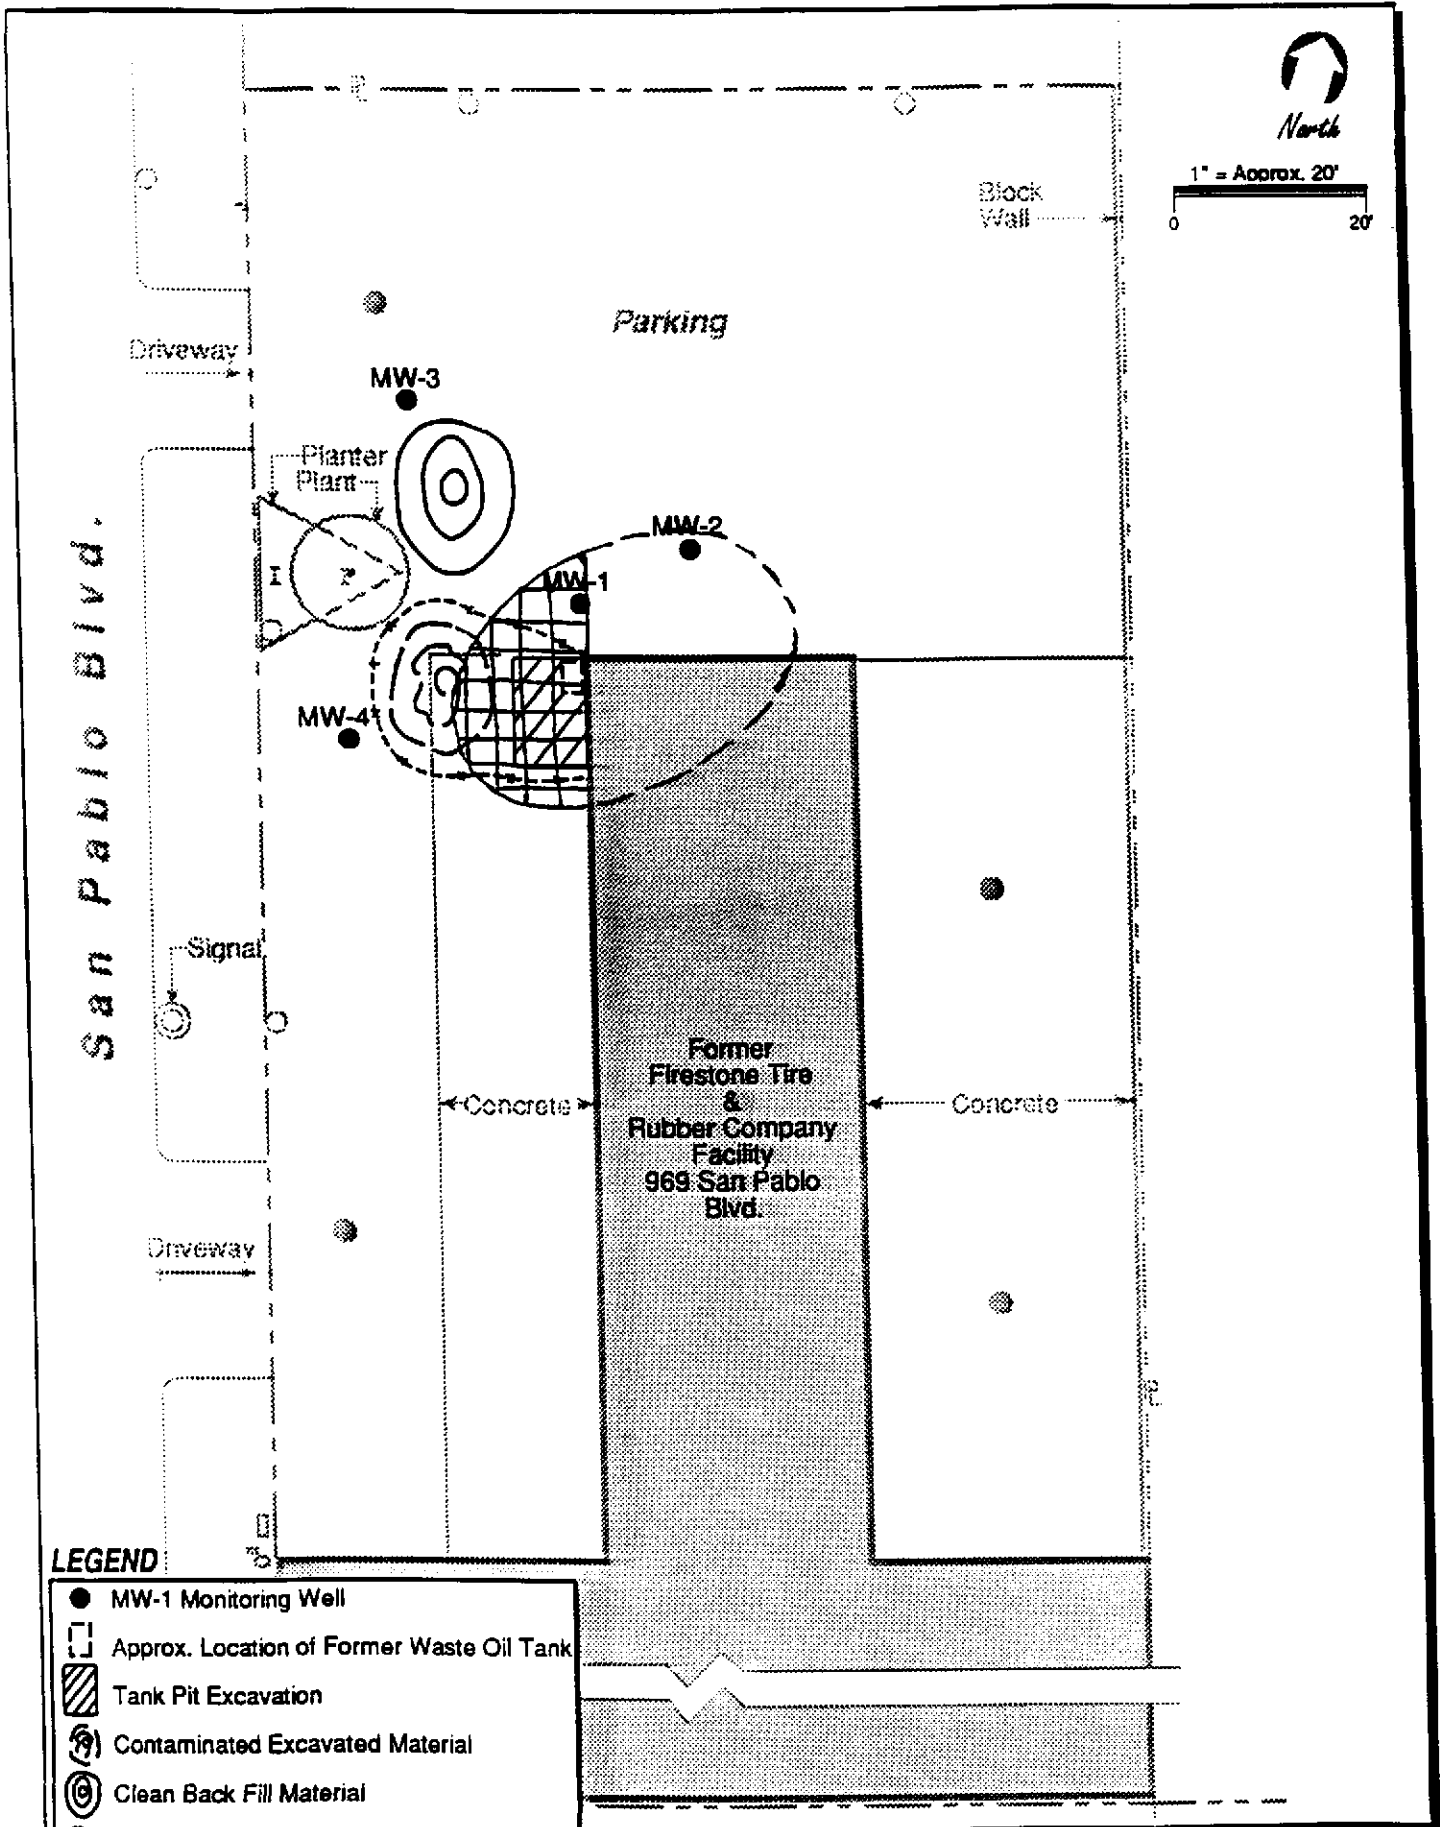 North
1" = Approx. 20'
0 20'
Block
Wall
Parking
Driveway
MW-3
Planter
Plant
MW-2
MW-1
MW-4
San Pablo Blvd.
Signal
Former
Firestone Tire
&
Rubber Company
Facility
969 San Pablo
Blvd.
Concrete
Concrete
Driveway
LEGEND
MW-1 Monitoring Well
Approx. Location of Former Waste Oil Tank
Tank Pit Excavation
Contaminated Excavated Material
Clean Back Fill Material